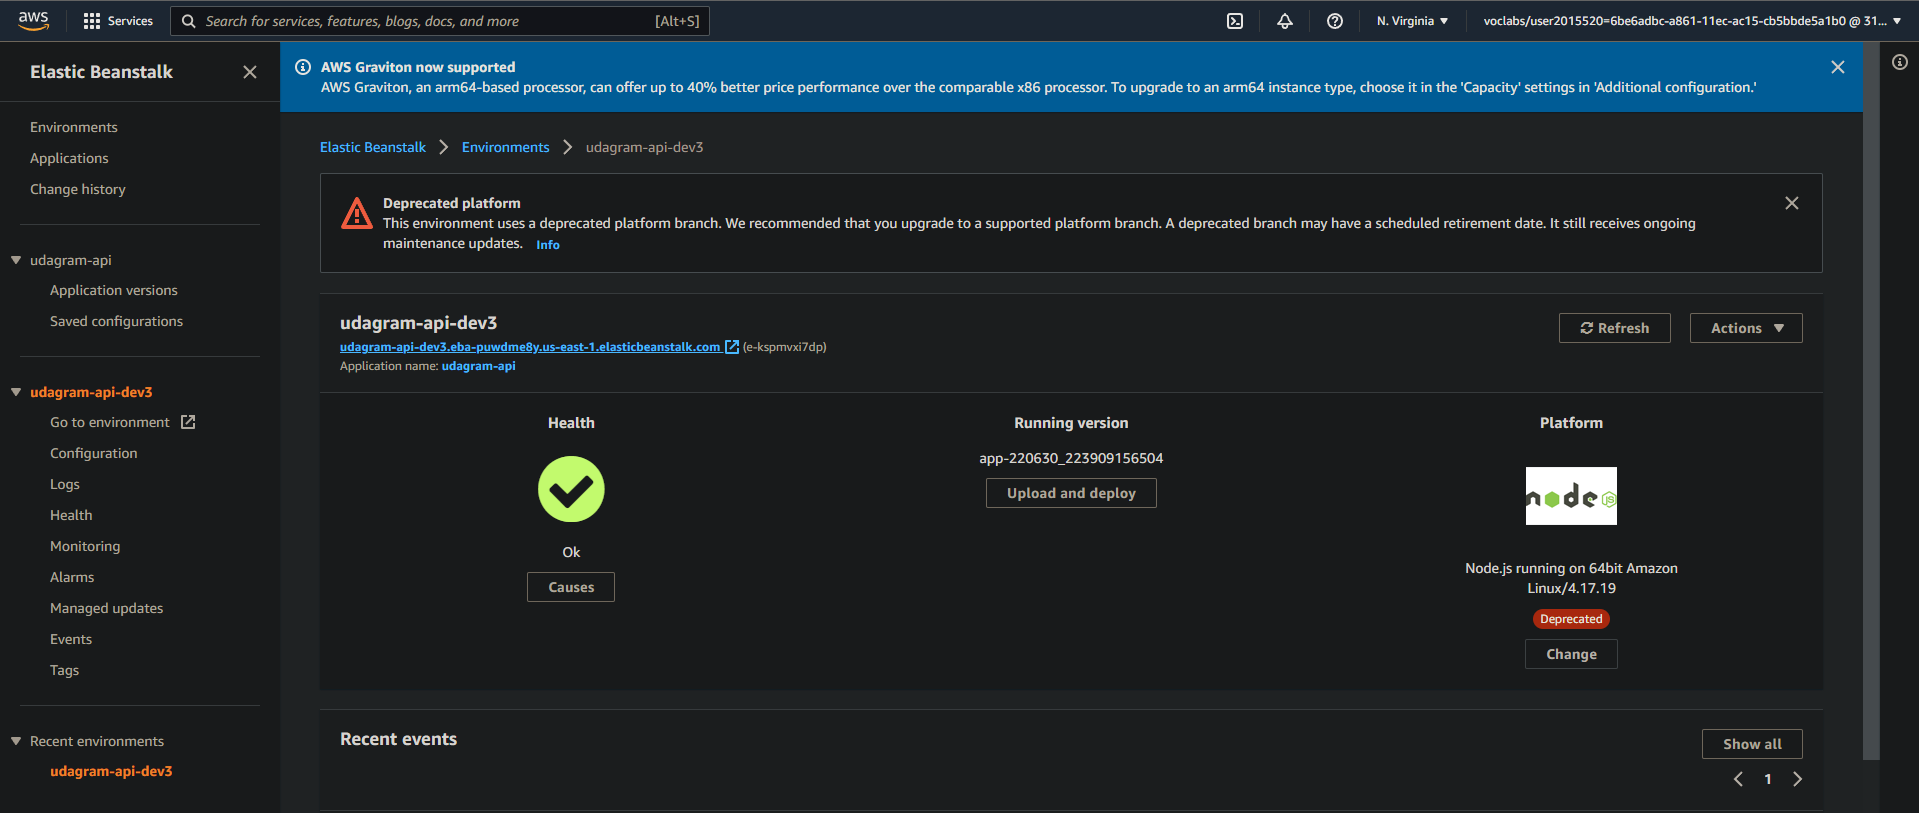 aws
Services
Search for services, features, blogs, docs, and more
[Alt+S]
N. Virginia
voclabs/user2015520=6be6adbc-a861-11ec-ac15-cb5bbde5a1b0 @ 31...
Elastic Beanstalk
Environments
Applications
Change history
udagram-api
Application versions
Saved configurations
udagram-api-dev3
Go to environment
Configuration
Logs
Health
Monitoring
Alarms
Managed updates
Events
Tags
Recent environments
udagram-api-dev3
AWS Graviton now supported
AWS Graviton, an arm64-based processor, can offer up to 40% better price performance over the comparable x86 processor. To upgrade to an arm64 instance type, choose it in the 'Capacity' settings in 'Additional configuration.'
Elastic Beanstalk
Environments
udagram-api-dev3
Deprecated platform
This environment uses a deprecated platform branch. We recommended that you upgrade to a supported platform branch. A deprecated branch may have a scheduled retirement date. It still receives ongoing
maintenance updates. Info
udagram-api-dev3
udagram-api-dev3.eba-puwdme8y.us-east-1.elasticbeanstalk.com (e-kspmvxi7dp)
Application name: udagram-api
Refresh
Actions
Health
Ok
Causes
Running version
app-220630_223909156504
Upload and deploy
Platform
node JS
Node.js running on 64bit Amazon
Linux/4.17.19
Deprecated
Change
Recent events
Show all
1